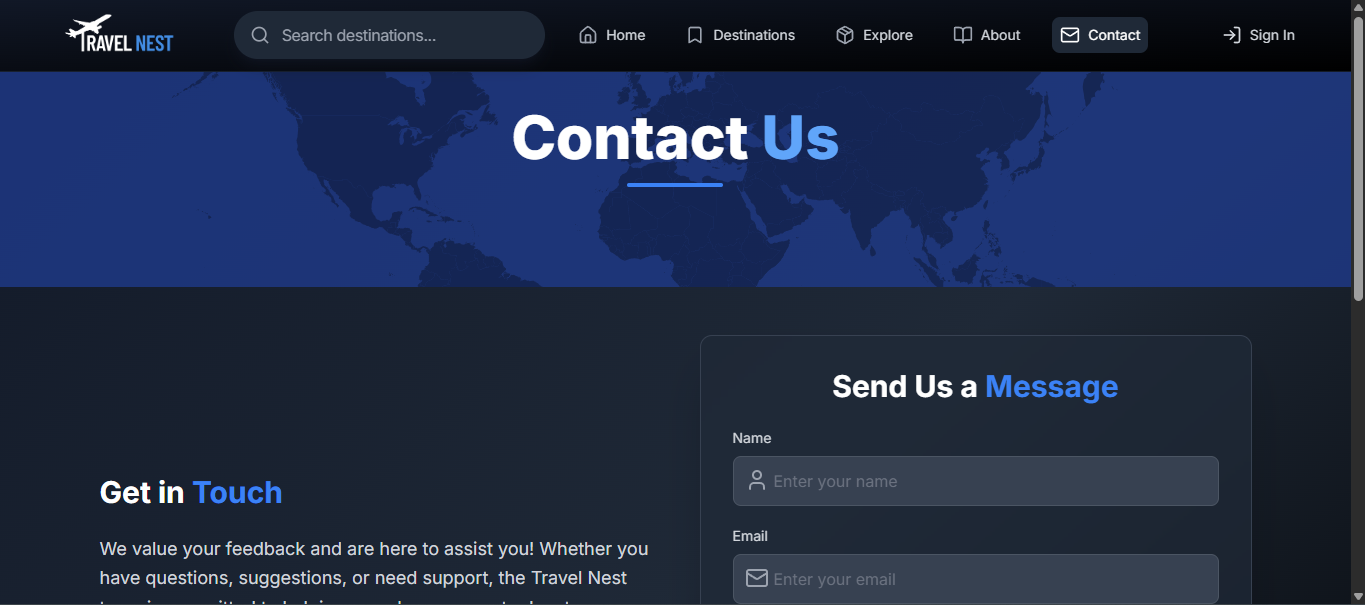 TRAVEL NEST
Search destinations...
Home
Destinations
Explore
About
Contact
Sign In
Contact Us
Get in Touch
We value your feedback and are here to assist you! Whether you
have questions, suggestions, or need support, the Travel Nest
Send Us a Message
Name
Enter your name
Email
Enter your email